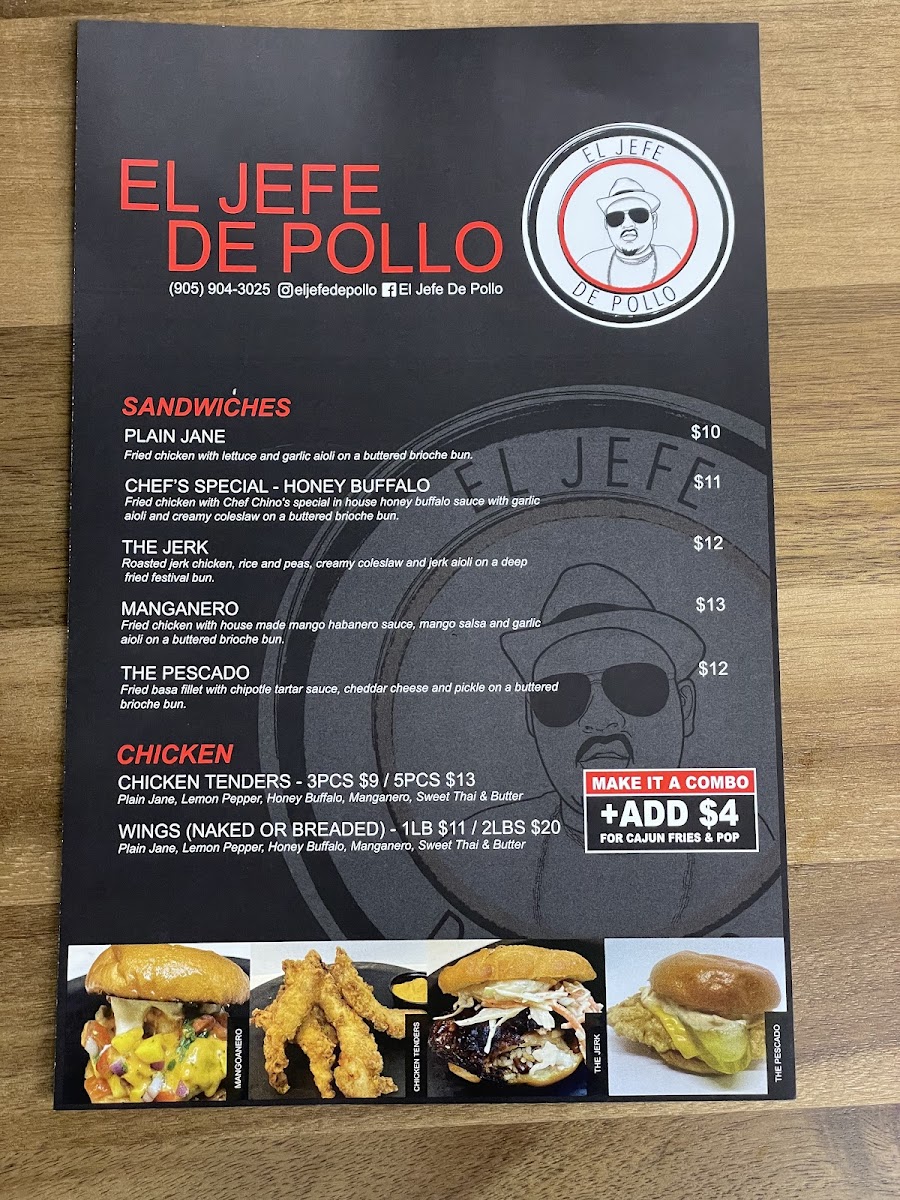 EL JEFE
DE POLLO
(905) 904-3025 eljefedepollo El Jefe De Pollo
EL JEFE
DE POLLO
SANDWICHES
PLAIN JANE $10
Fried chicken with lettuce and garlic aioli on a buttered brioche bun.
CHEF'S SPECIAL - HONEY BUFFALO $11
Fried chicken with Chef Chino's special in house honey buffalo sauce with garlic
aioli and creamy coleslaw on a buttered brioche bun.
THE JERK $12
Roasted jerk chicken, rice and peas, creamy coleslaw and jerk aioli on a deep
fried festival bun.
MANGANERO $13
Fried chicken with house made mango habanero sauce, mango salsa and garlic
aioli on a buttered brioche bun.
THE PESCADO $12
Fried basa fillet with chipotle tartar sauce, cheddar cheese and pickle on a buttered
brioche bun.
EL JEFE
CHICKEN
CHICKEN TENDERS - 3PCS $9 / 5PCS $13
Plain Jane, Lemon Pepper, Honey Buffalo, Manganero, Sweet Thai & Butter
WINGS (NAKED OR BREADED) - 1LB $11 / 2LBS $20
Plain Jane, Lemon Pepper, Honey Buffalo, Manganero, Sweet Thai & Butter
MAKE IT A COMBO
+ADD $4
FOR CAJUN FRIES & POP
MANGOANERO
CHICKEN TENDERS
THE JERK
THE PESCADO